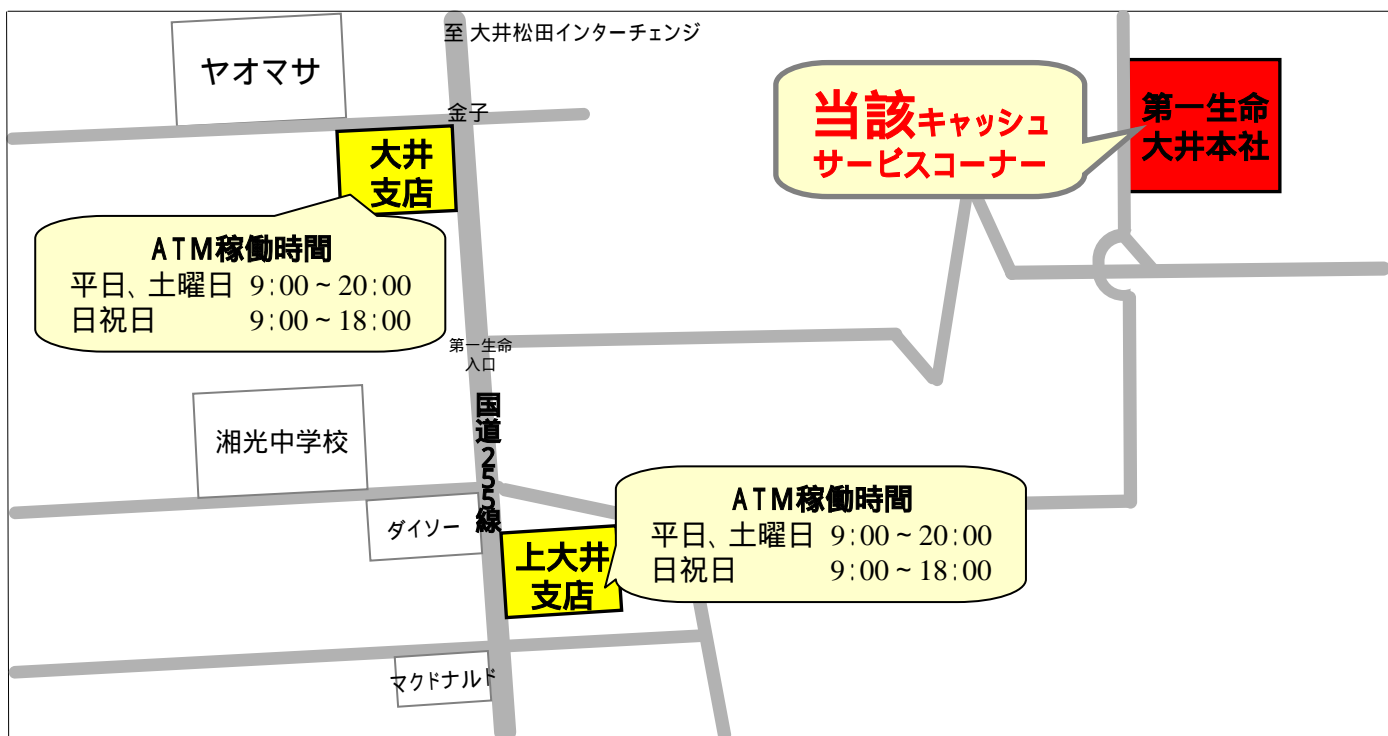 至 大井松田インターチェンジ
ヤオマサ
金子
当該キャッシュ
サービスコーナー
第一生命
大井本社
大井
支店
ATM稼働時間
平日、土曜日 9:00~20:00
日祝日 9:00~18:00
第一生命
入口
国道255線
湘光中学校
ダイソー
上大井
支店
ATM稼働時間
平日、土曜日 9:00~20:00
日祝日 9:00~18:00
マクドナルド